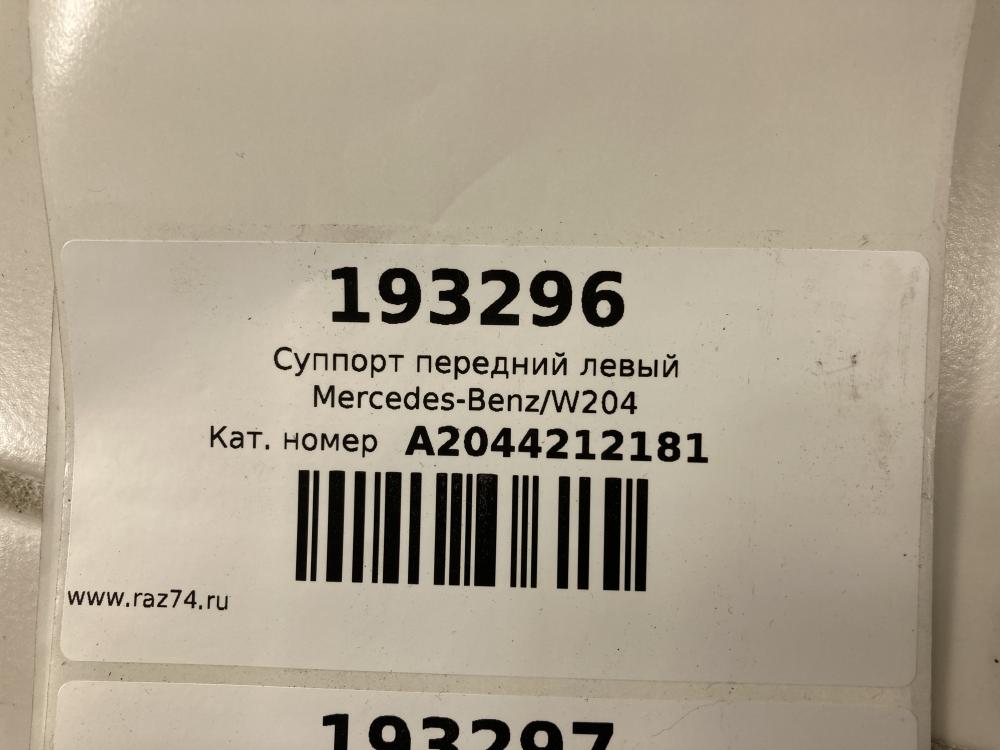 193296
Суппорт передний левый
Mercedes-Benz/W204
Кат. номер A2044212181
www.raz74.ru
193297